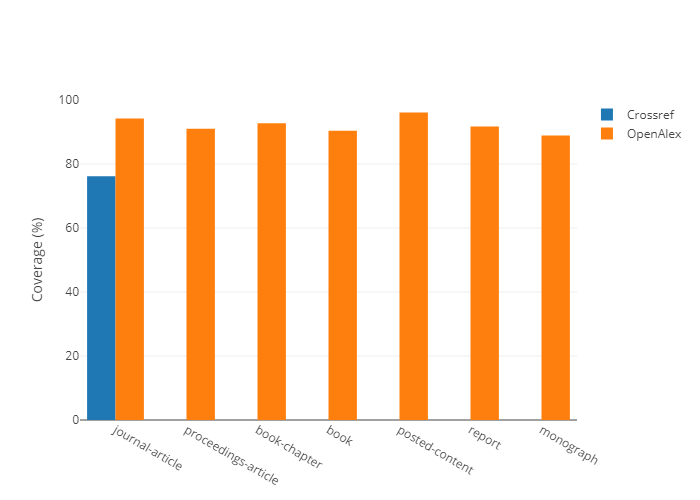 100
80
60
40
20
0
Coverage (%)
journal-article
proceedings-article
book-chapter
book
posted-content
report
monograph
Crossref
OpenAlex